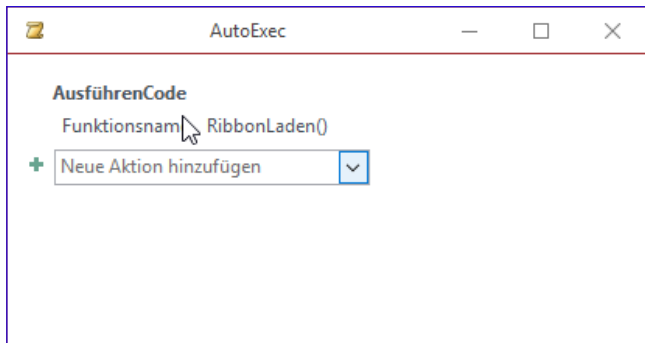 AutoExec
AusführenCode
Funktionsnam RibbonLaden()
Neue Aktion hinzufügen